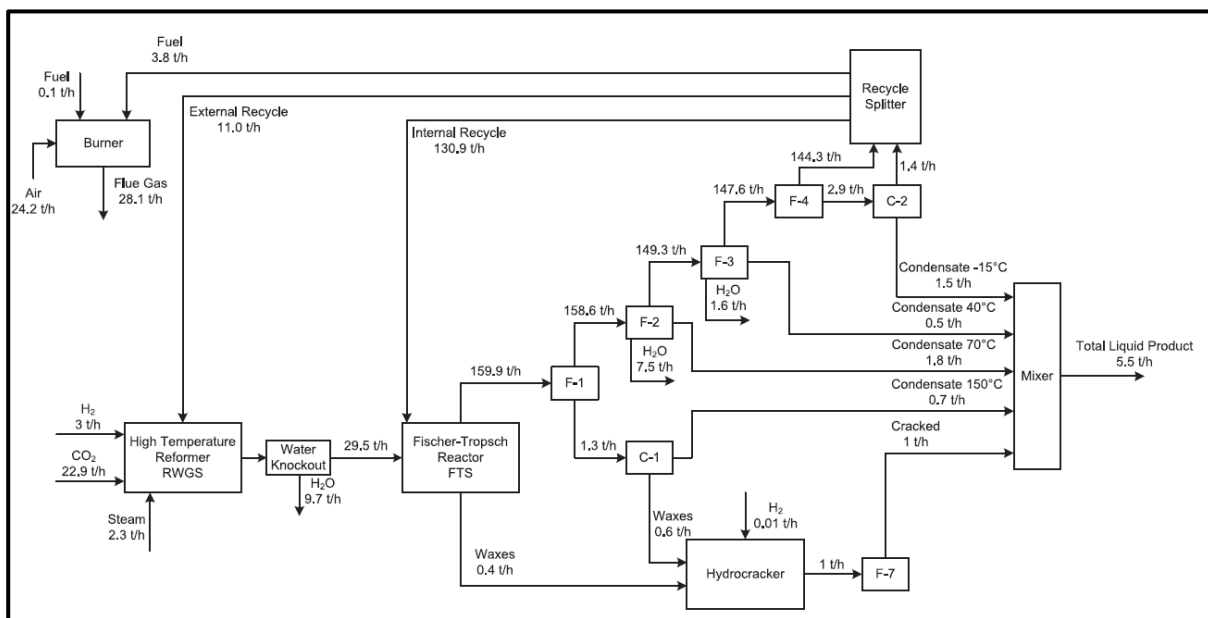 Fuel
3.8 t/h
Fuel
0.1 t/h
Burner
Air
24.2 t/h
Flue Gas
28.1 t/h
External Recycle
11.0 t/h
Internal Recycle
130.9 t/h
Recycle
Splitter
144.3 t/h
1.4 t/h
147.6 t/h
F-4
2.9 t/h
C-2
149.3 t/h
F-3
H₂O
1.6 t/h
Condensate -15°C
1.5 t/h
158.6 t/h
F-2
H₂O
7.5 t/h
Condensate 40°C
0.5 t/h
Condensate 70°C
1.8 t/h
159.9 t/h
F-1
Condensate 150°C
0.7 t/h
Mixer
Total Liquid Product
5.5 t/h
H₂
3 t/h
CO₂
22.9 t/h
Steam
2.3 t/h
High Temperature
Reformer
RWGS
Water
Knockout
H₂O
9.7 t/h
29.5 t/h
Fischer-Tropsch
Reactor
FTS
1.3 t/h
C-1
Cracked
1 t/h
Waxes
0.6 t/h
Waxes
0.4 t/h
H₂
0.01 t/h
Hydrocracker
1 t/h
F-7